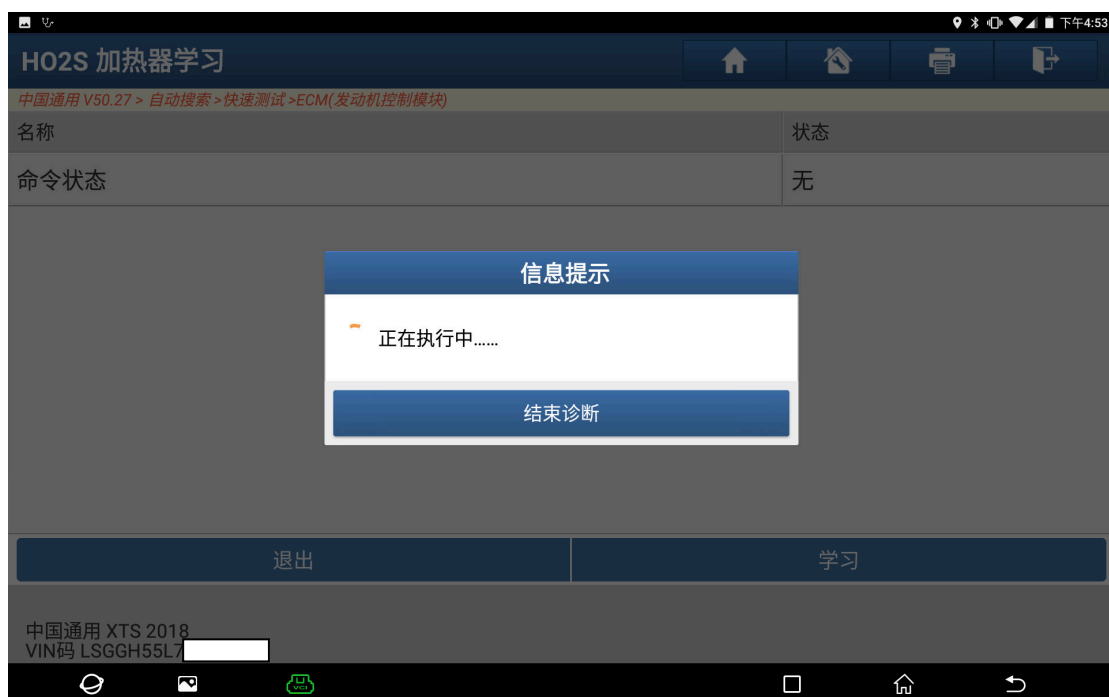 下午4:53
HO2S 加热器学习
中国通用 V50.27 > 自动搜索 > 快速测试 >ECM(发动机控制模块)
名称 状态
命令状态 无
信息提示
正在执行中......
结束诊断
退出 学习
中国通用 XTS 2018
VIN码 LSGGH55L7
VCI